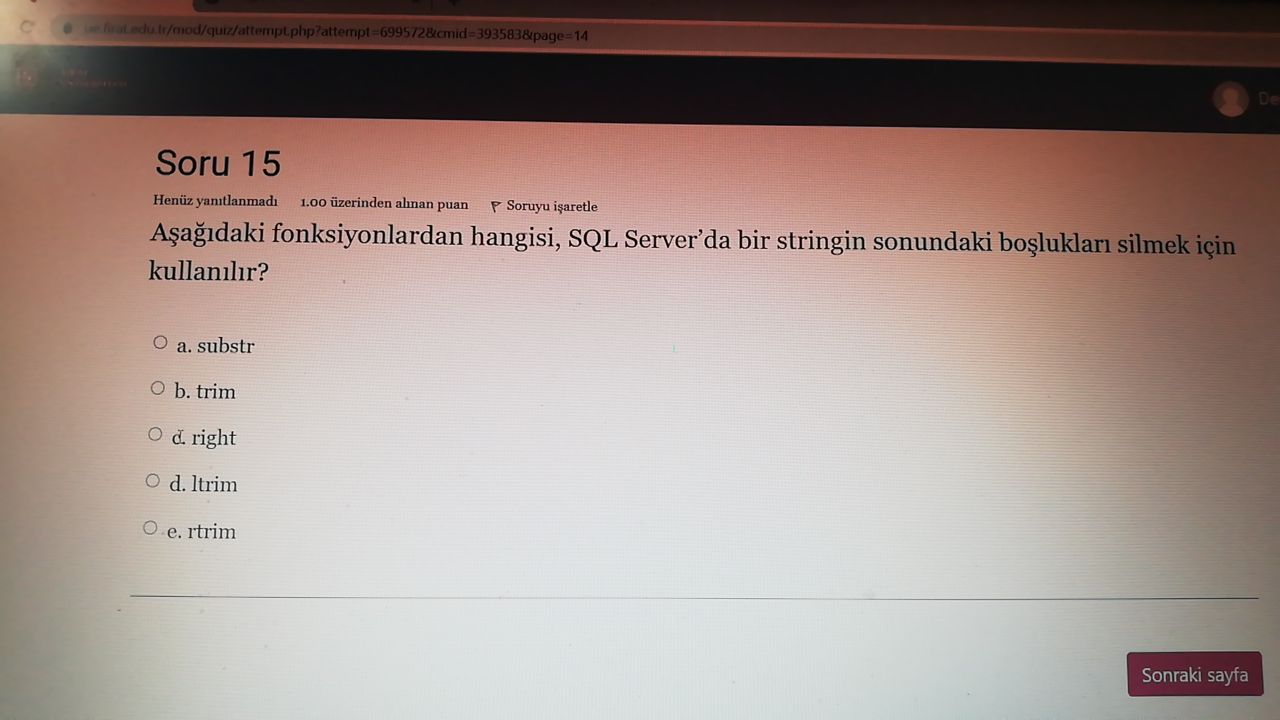 ue.firat.edu.tr/mod/quiz/attempt.php?attempt=699572&cmid=393583&page=14
De
Soru 15
Henüz yanıtlanmadı 1.00 üzerinden alınan puan Soruyu işaretle
Aşağıdaki fonksiyonlardan hangisi, SQL Server’da bir stringin sonundaki boşlukları silmek için
kullanılır?
a. substr
b. trim
d. right
d. ltrim
e. rtrim
Sonraki sayfa